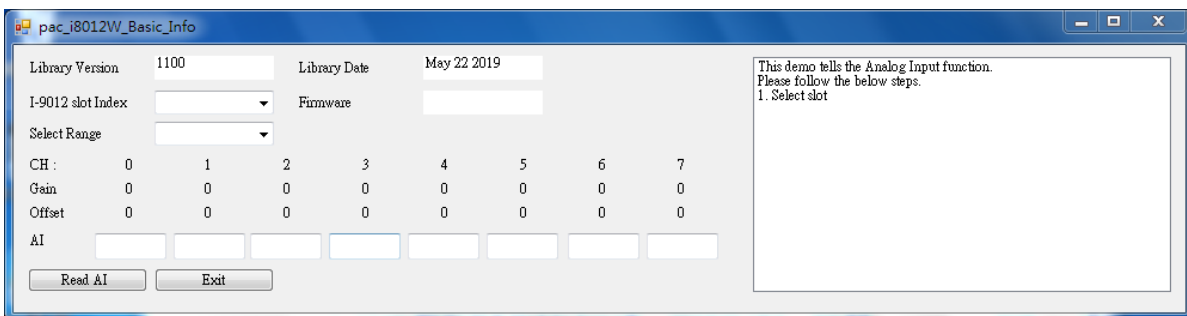 pac_i8012W_Basic_Info
Library Version 1100 Library Date May 22 2019
I-9012 slot Index Firmware
Select Range
CH : 0 1 2 3 4 5 6 7
Gain 0 0 0 0 0 0 0 0
Offset 0 0 0 0 0 0 0 0
AI
Read AI Exit
This demo tells the Analog Input function.
Please follow the below steps.
1. Select slot